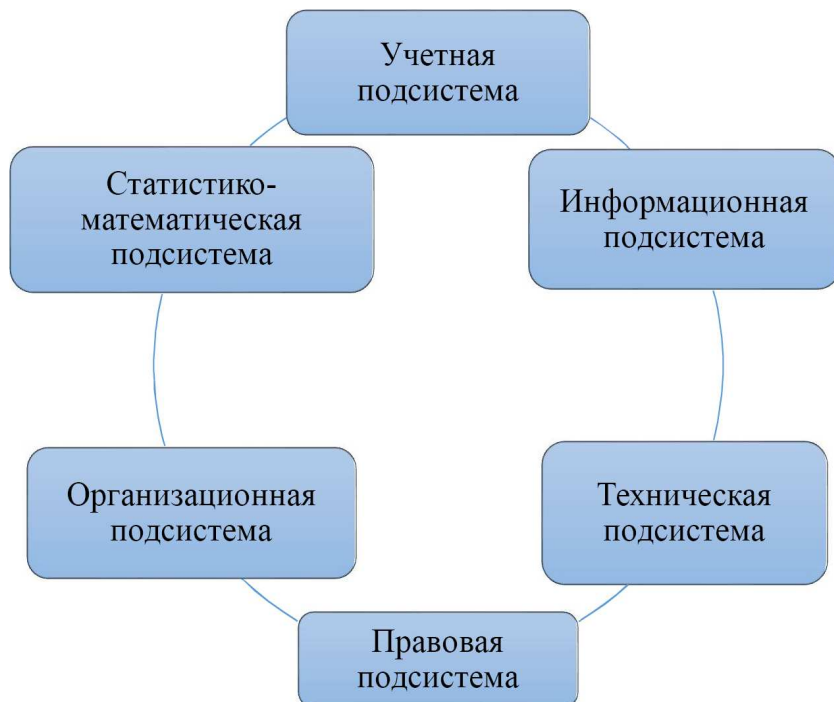 Учетная
подсистема
Статистико-
математическая
подсистема
Информационная
подсистема
Организационная
подсистема
Техническая
подсистема
Правовая
подсистема